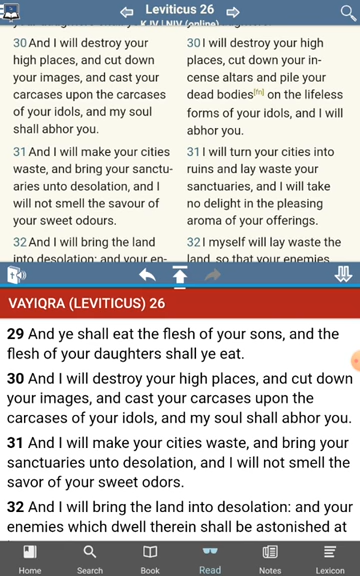 Leviticus 26
KJV | NIV (online)
30 And I will destroy your
high places, and cut down
your images, and cast your
carcases upon the carcases
of your idols, and my soul
shall abhor you.
31 And I will make your cities
waste, and bring your sanctu-
aries unto desolation, and I
will not smell the savour of
your sweet odours.
32 And I will bring the land
into desolation: and your en-
30 I will destroy your high
places, cut down your in-
cense altars and pile your
dead bodies[fn] on the lifeless
forms of your idols, and I will
abhor you.
31 I will turn your cities into
ruins and lay waste your
sanctuaries, and I will take
no delight in the pleasing
aroma of your offerings.
32 I myself will lay waste the
land, so that your enemies
VAYIQRA (LEVITICUS) 26
29 And ye shall eat the flesh of your sons, and the
flesh of your daughters shall ye eat.
30 And I will destroy your high places, and cut down
your images, and cast your carcases upon the
carcases of your idols, and my soul shall abhor you.
31 And I will make your cities waste, and bring your
sanctuaries unto desolation, and I will not smell the
savor of your sweet odors.
32 And I will bring the land into desolation: and your
enemies which dwell therein shall be astonished at
Home
Search
Book
Read
Notes
Lexicon